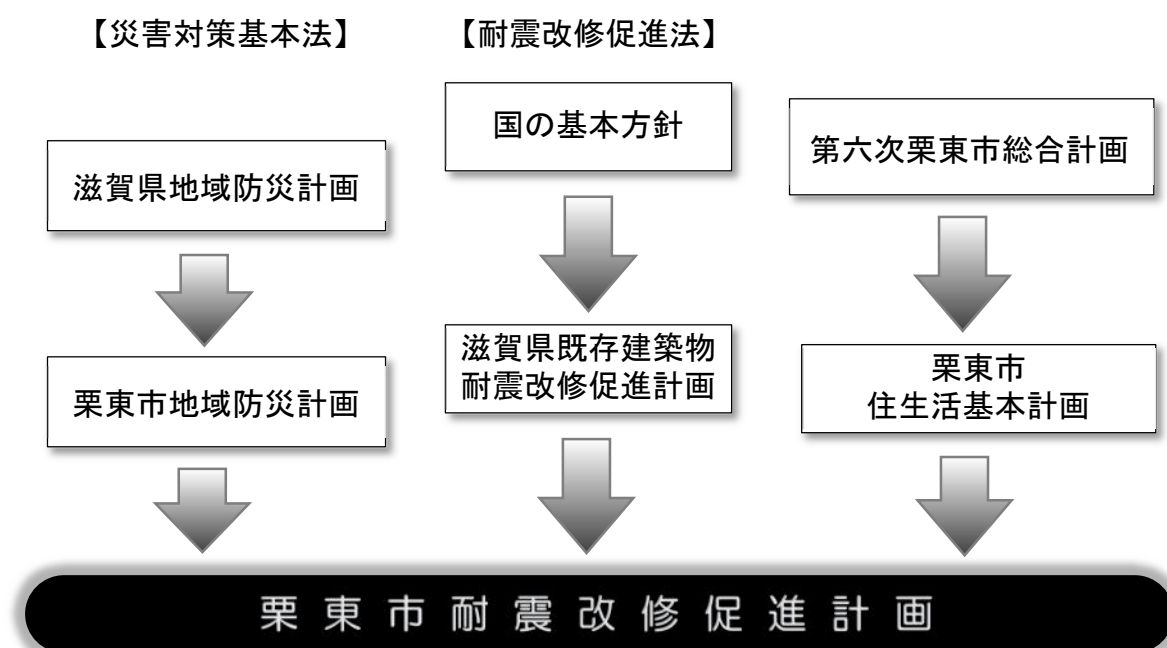 【災害対策基本法】
【耐震改修促進法】
国の基本方針
第六次栗東市総合計画
滋賀県地域防災計画
滋賀県既存建築物
耐震改修促進計画
栗東市
住生活基本計画
栗東市地域防災計画
栗東市耐震改修促進計画